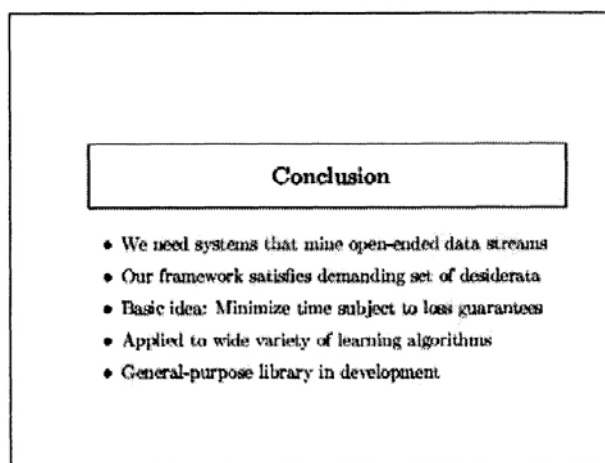 Conclusion
• We need systems that mine open-ended data streams
• Our framework satisfies demanding set of desiderata
• Basic idea: Minimize time subject to loss guarantees
• Applied to wide variety of learning algorithms
• General-purpose library in development